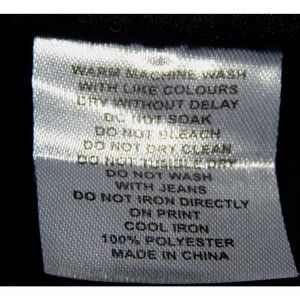 WARM MACHINE WASH
WITH LIKE COLOURS
DRY WITHOUT DELAY
DO NOT SOAK
DO NOT BLEACH
DO NOT DRY CLEAN
DO NOT TUMBLE DRY
DO NOT WASH
WITH JEANS
DO NOT IRON DIRECTLY
ON PRINT
COOL IRON
100% POLYESTER
MADE IN CHINA